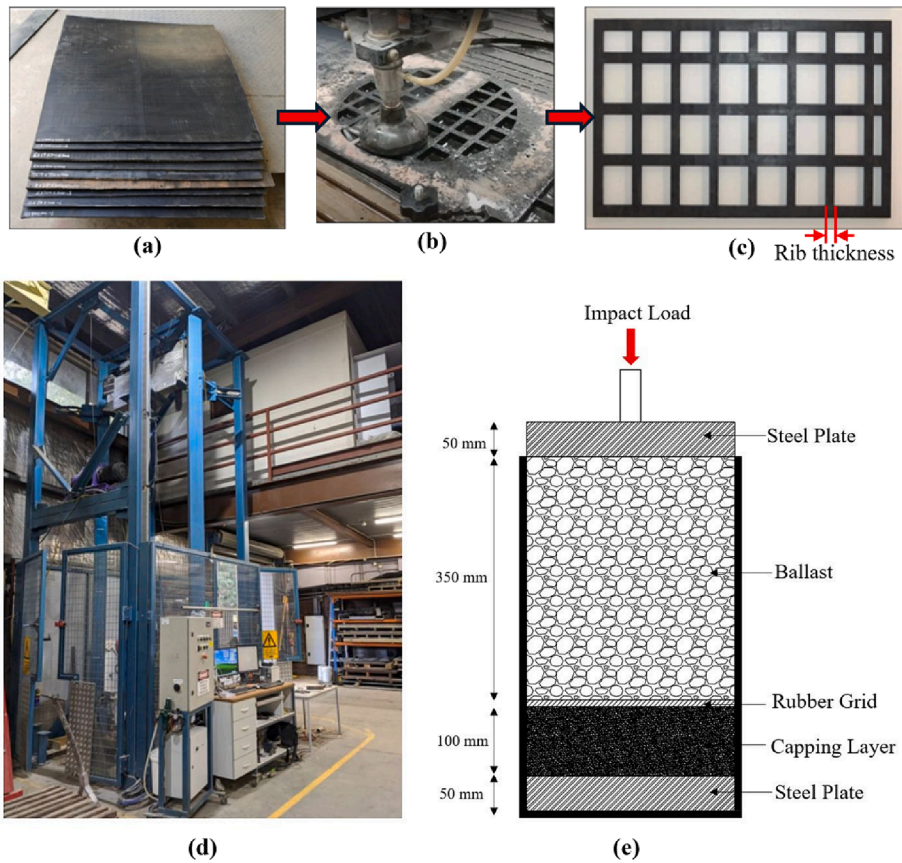 (a)
(b)
(c)
Rib thickness
Impact Load
50 mm
Steel Plate
350 mm
Ballast
Rubber Grid
100 mm
Capping Layer
50 mm
Steel Plate
(d)
(e)